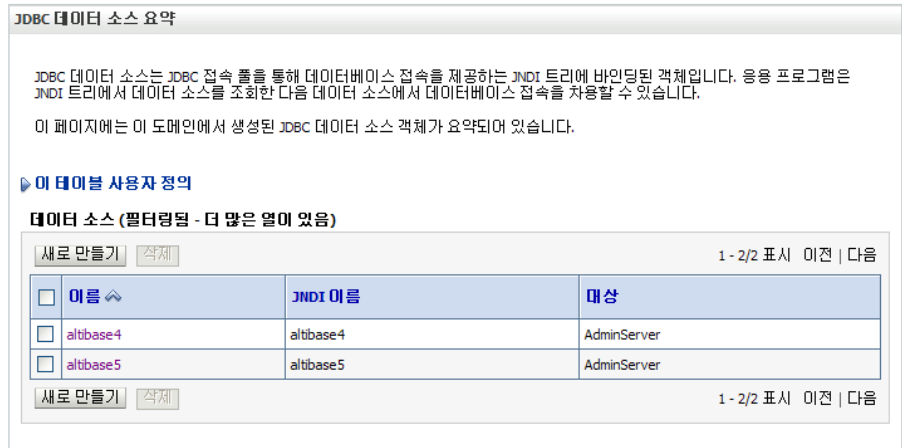 JDBC 데이터 소스 요약
JDBC 데이터 소스는 JDBC 접속 풀을 통해 데이터베이스 접속을 제공하는 JNDI 트리에 바인딩된 객체입니다. 응용 프로그램은
JNDI 트리에서 데이터 소스를 조회한 다음 데이터 소스에서 데이터베이스 접속을 차용할 수 있습니다.
이 페이지에는 이 도메인에서 생성된 JDBC 데이터 소스 객체가 요약되어 있습니다.
이 테이블 사용자 정의
데이터 소스 (필터링됨 - 더 많은 열이 있음)
새로 만들기 삭제 1 - 2/2 표시 이전 | 다음
이름 JNDI 이름 대상
altibase4 altibase4 AdminServer
altibase5 altibase5 AdminServer
새로 만들기 삭제 1 - 2/2 표시 이전 | 다음